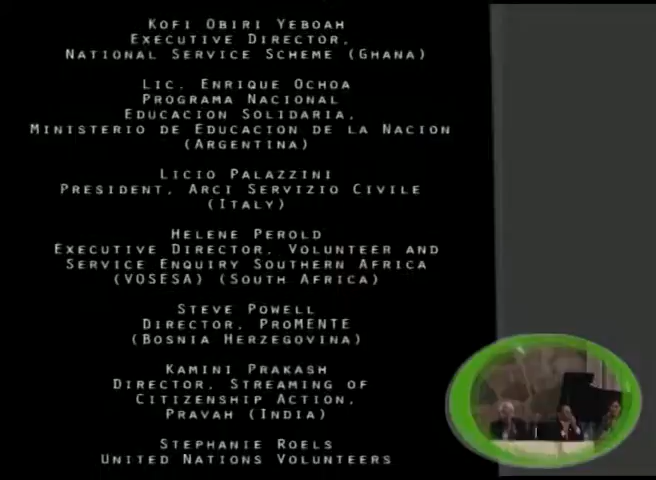 KOFI OBIRI YEBOAH
EXECUTIVE DIRECTOR,
NATIONAL SERVICE SCHEME (GHANA)
LIC. ENRIQUE OCHOA
PROGRAMA NACIONAL
EDUCACION SOLIDARIA,
MINISTERIO DE EDUCACION DE LA NACION
(ARGENTINA)
LICIO PALAZZINI
PRESIDENT, ARCI SERVIZIO CIVILE
(ITALY)
HELENE PEROLD
EXECUTIVE DIRECTOR, VOLUNTEER AND
SERVICE ENQUIRY SOUTHERN AFRICA
(VOSESA) (SOUTH AFRICA)
STEVE POWELL
DIRECTOR, PROMENTE
(BOSNIA HERZEGOVINA)
KAMINI PRAKASH
DIRECTOR, STREAMING OF
CITIZENSHIP ACTION,
PRAVAH (INDIA)
STEPHANIE ROELS
UNITED NATIONS VOLUNTEERS